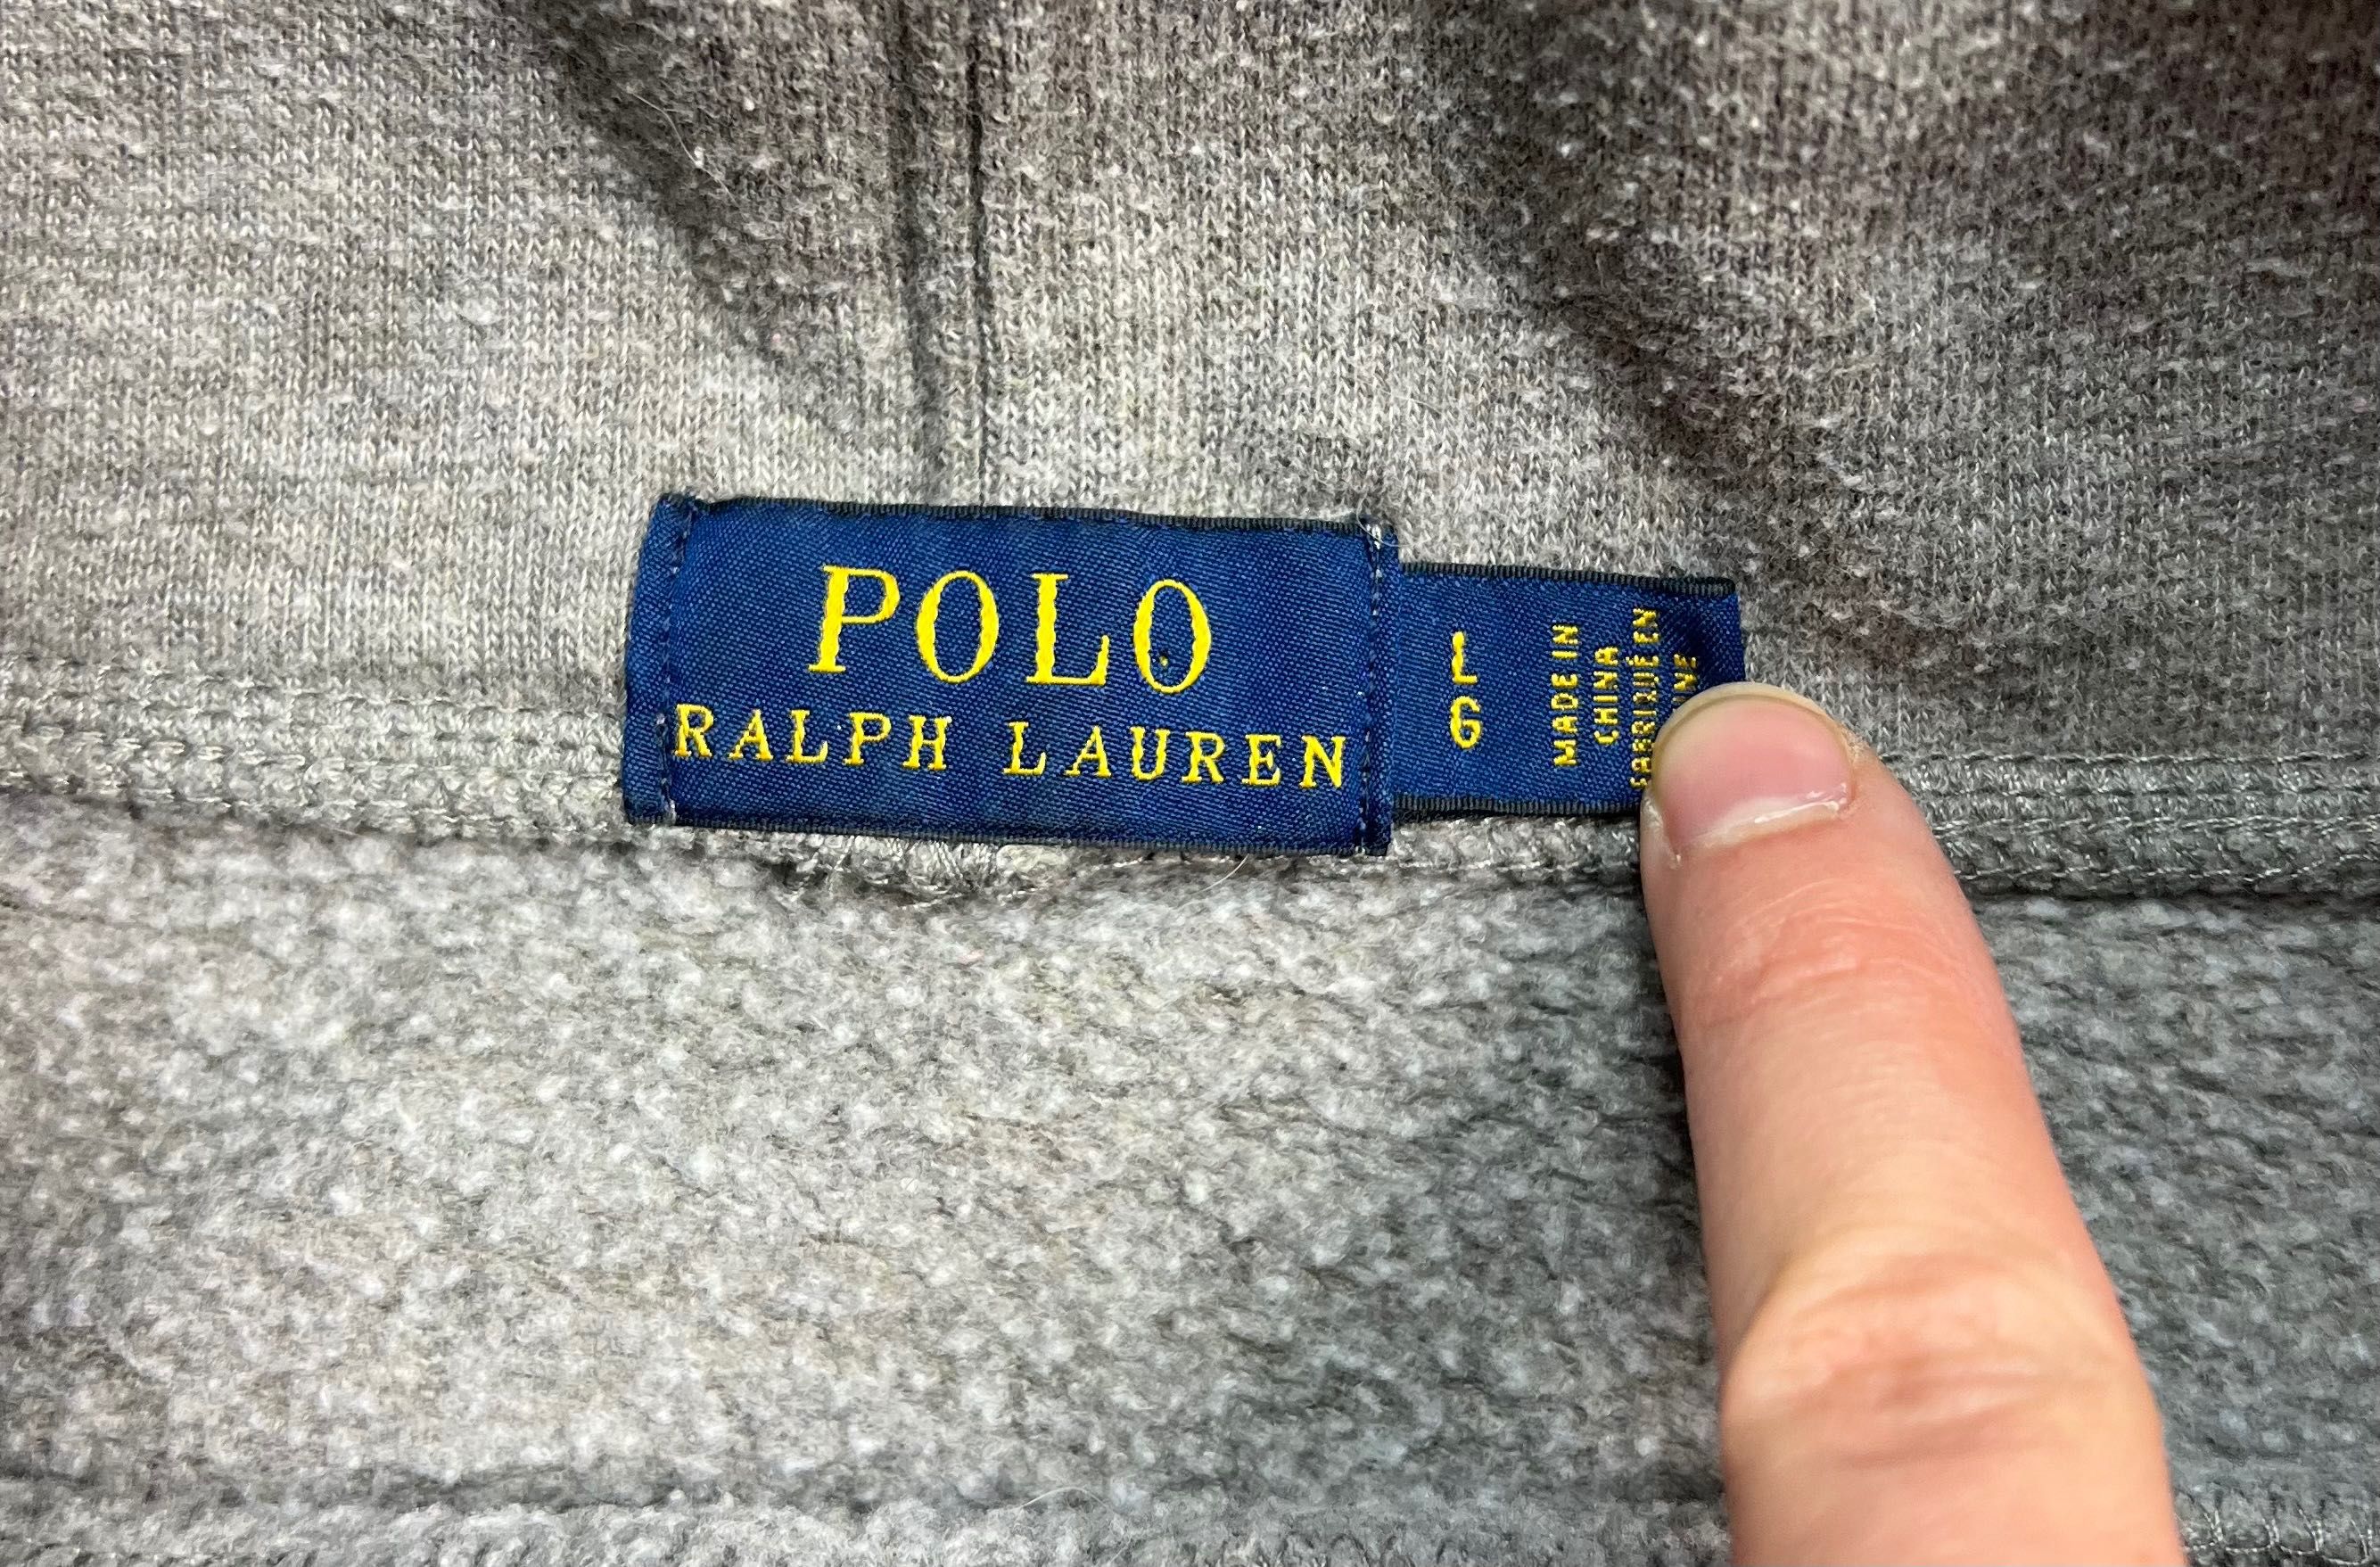 POLO
RALPH LAUREN
L
G
MADE IN
CHINA
FABRIQUÉ EN